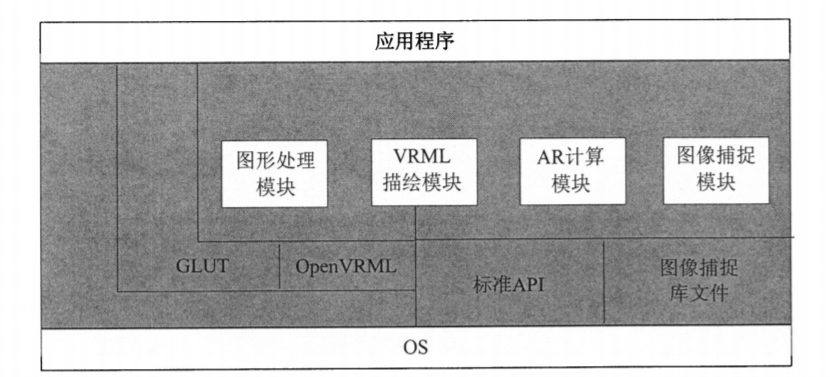 应用程序
图形处理
模块
VRML
描绘模块
AR计算
模块
图像捕捉
模块
GLUT
OpenVRML
标准API
图像捕捉
库文件
OS